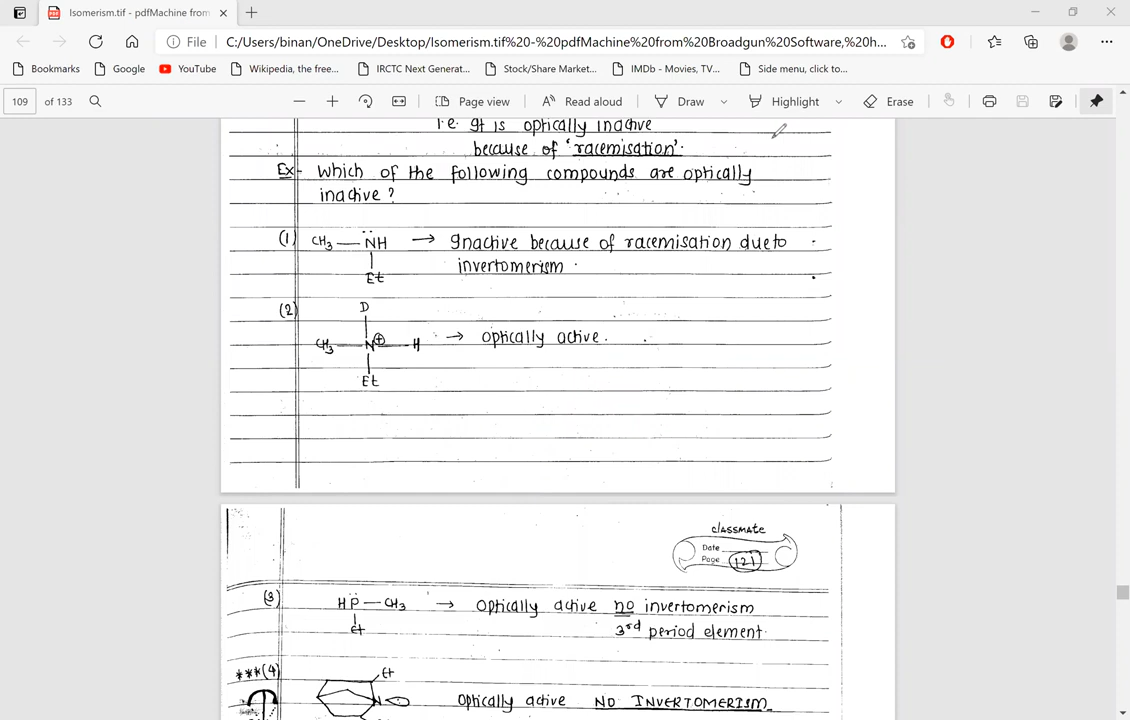 Isomerism.tif - pdfMachine from
File
C:/Users/binan/OneDrive/Desktop/Isomerism.tif%20-%20pdfMachine%20from%20Broadgun%20Software,%20h...
Bookmarks
Google
YouTube
Wikipedia, the free...
IRCTC Next Generat...
Stock/Share Market...
IMDb - Movies, TV...
Side menu, click to...
109 of 133
Page view
Read aloud
Draw
Highlight
Erase
i.e. It is optically inactive
because of 'racemisation'.
Ex- Which of the following compounds are optically
inactive ?
(1) CH3 — N̈H → Inactive because of racemisation due to
invertomerism.
Et
(2) D
CH3 — N⊕ — H → optically active.
Et
classmate
Date
Page 121
(3) HP̈ — CH3 → Optically active no invertomerism
Et 3rd period element.
***(4) Et
N Optically active NO INVERTOMERISM